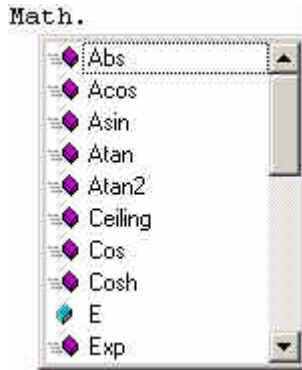 Math.
Abs
Acos
Asin
Atan
Atan2
Ceiling
Cos
Cosh
E
Exp